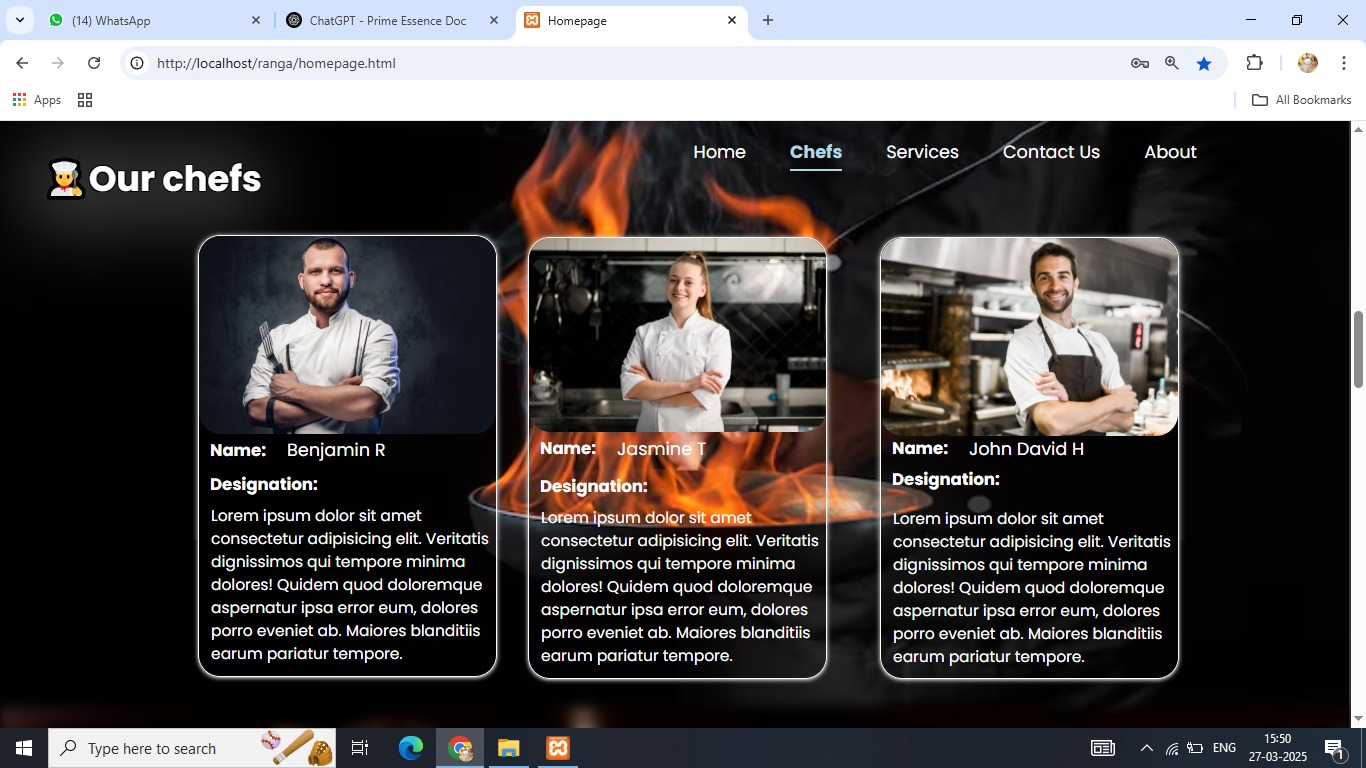 (14) WhatsApp
ChatGPT - Prime Essence Doc
Homepage
http://localhost/ranga/homepage.html
Apps
All Bookmarks
Our chefs
Home
Chefs
Services
Contact Us
About
Name: Benjamin R
Designation:
Lorem ipsum dolor sit amet
consectetur adipisicing elit. Veritatis
dignissimos qui tempore minima
dolores! Quidem quod doloremque
aspernatur ipsa error eum, dolores
porro eveniet ab. Maiores blanditiis
earum pariatur tempore.
Name: Jasmine T
Designation:
Lorem ipsum dolor sit amet
consectetur adipisicing elit. Veritatis
dignissimos qui tempore minima
dolores! Quidem quod doloremque
aspernatur ipsa error eum, dolores
porro eveniet ab. Maiores blanditiis
earum pariatur tempore.
Name: John David H
Designation:
Lorem ipsum dolor sit amet
consectetur adipisicing elit. Veritatis
dignissimos qui tempore minima
dolores! Quidem quod doloremque
aspernatur ipsa error eum, dolores
porro eveniet ab. Maiores blanditiis
earum pariatur tempore.
Type here to search
ENG
15:50
27-03-2025
1